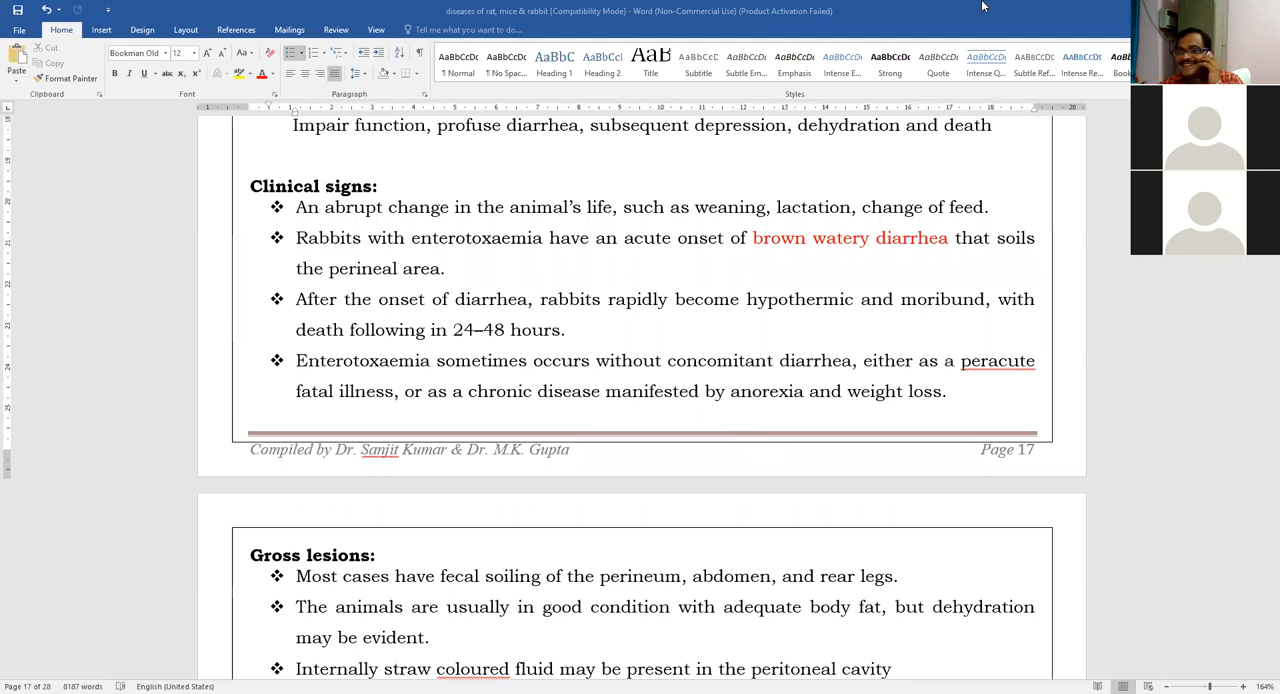 diseases of rat, mice & rabbit [Compatibility Mode] - Word (Non-Commercial Use) (Product Activation Failed)
File Home Insert Design Layout References Mailings Review View Tell me what you want to do...
Paste Cut Copy Format Painter
Bookman Old 12
AaBbCcDc AaBbCcDc AaBbC AaBbCcl AaB AaBbCcDc AaBbCcDc AaBbCcDc AaBbCcDc AaBbCcDc AaBbCcDc AaBbCcDc AaBbCcDc AaBbCcDc
¶ Normal ¶ No Spac... Heading 1 Heading 2 Title Subtitle Subtle Em... Emphasis Intense E... Strong Quote Intense Q... Subtle Ref... Intense Re...
Clipboard Font Paragraph Styles
Impair function, profuse diarrhea, subsequent depression, dehydration and death
Clinical signs:
❖ An abrupt change in the animal's life, such as weaning, lactation, change of feed.
❖ Rabbits with enterotoxaemia have an acute onset of brown watery diarrhea that soils
the perineal area.
❖ After the onset of diarrhea, rabbits rapidly become hypothermic and moribund, with
death following in 24–48 hours.
❖ Enterotoxaemia sometimes occurs without concomitant diarrhea, either as a peracute
fatal illness, or as a chronic disease manifested by anorexia and weight loss.
Compiled by Dr. Sanjit Kumar & Dr. M.K. Gupta Page 17
Gross lesions:
❖ Most cases have fecal soiling of the perineum, abdomen, and rear legs.
❖ The animals are usually in good condition with adequate body fat, but dehydration
may be evident.
❖ Internally straw coloured fluid may be present in the peritoneal cavity
Page 17 of 28 8187 words English (United States) 164%